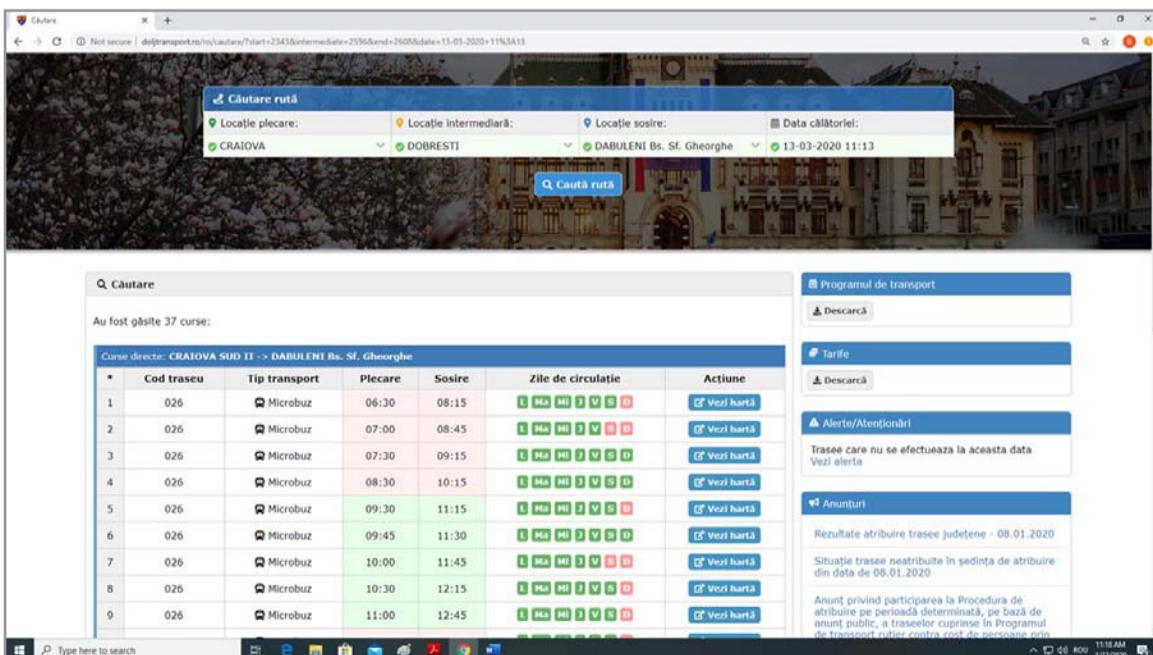 Căutare
Not secure | doljtransport.ro/ro/cautare/?start=2343&intermediate=2596&end=2608&date=13-03-2020+11%3A13
Căutare rută
Locație plecare: Locație intermediară: Locație sosire: Data călătoriei:
CRAIOVA DOBRESTI DABULENI Bs. Sf. Gheorghe 13-03-2020 11:13
Caută rută
Căutare
Au fost găsite 37 curse:
Curse directe: CRAIOVA SUD II -> DABULENI Bs. Sf. Gheorghe
* Cod traseu Tip transport Plecare Sosire Zile de circulație Acțiune
1 026 Microbuz 06:30 08:15 L Ma Mi J V S D Vezi hartă
2 026 Microbuz 07:00 08:45 L Ma Mi J V S D Vezi hartă
3 026 Microbuz 07:30 09:15 L Ma Mi J V S D Vezi hartă
4 026 Microbuz 08:30 10:15 L Ma Mi J V S D Vezi hartă
5 026 Microbuz 09:30 11:15 L Ma Mi J V S D Vezi hartă
6 026 Microbuz 09:45 11:30 L Ma Mi J V S D Vezi hartă
7 026 Microbuz 10:00 11:45 L Ma Mi J V S D Vezi hartă
8 026 Microbuz 10:30 12:15 L Ma Mi J V S D Vezi hartă
9 026 Microbuz 11:00 12:45 L Ma Mi J V S D Vezi hartă
Programul de transport
Descarcă
Tarife
Descarcă
Alerte/Atenționări
Trasee care nu se efectueaza la aceasta data
Vezi alerta
Anunțuri
Rezultate atribuire trasee județene - 08.01.2020
Situație trasee neatribuite în ședința de atribuire
din data de 08.01.2020
Anunț privind participarea la Procedura de
atribuire pe perioadă determinată, pe bază de
anunț public, a traseelor cuprinse în Programul
de transport rutier contra cost de persoane prin
Type here to search
ROU 11:18 AM